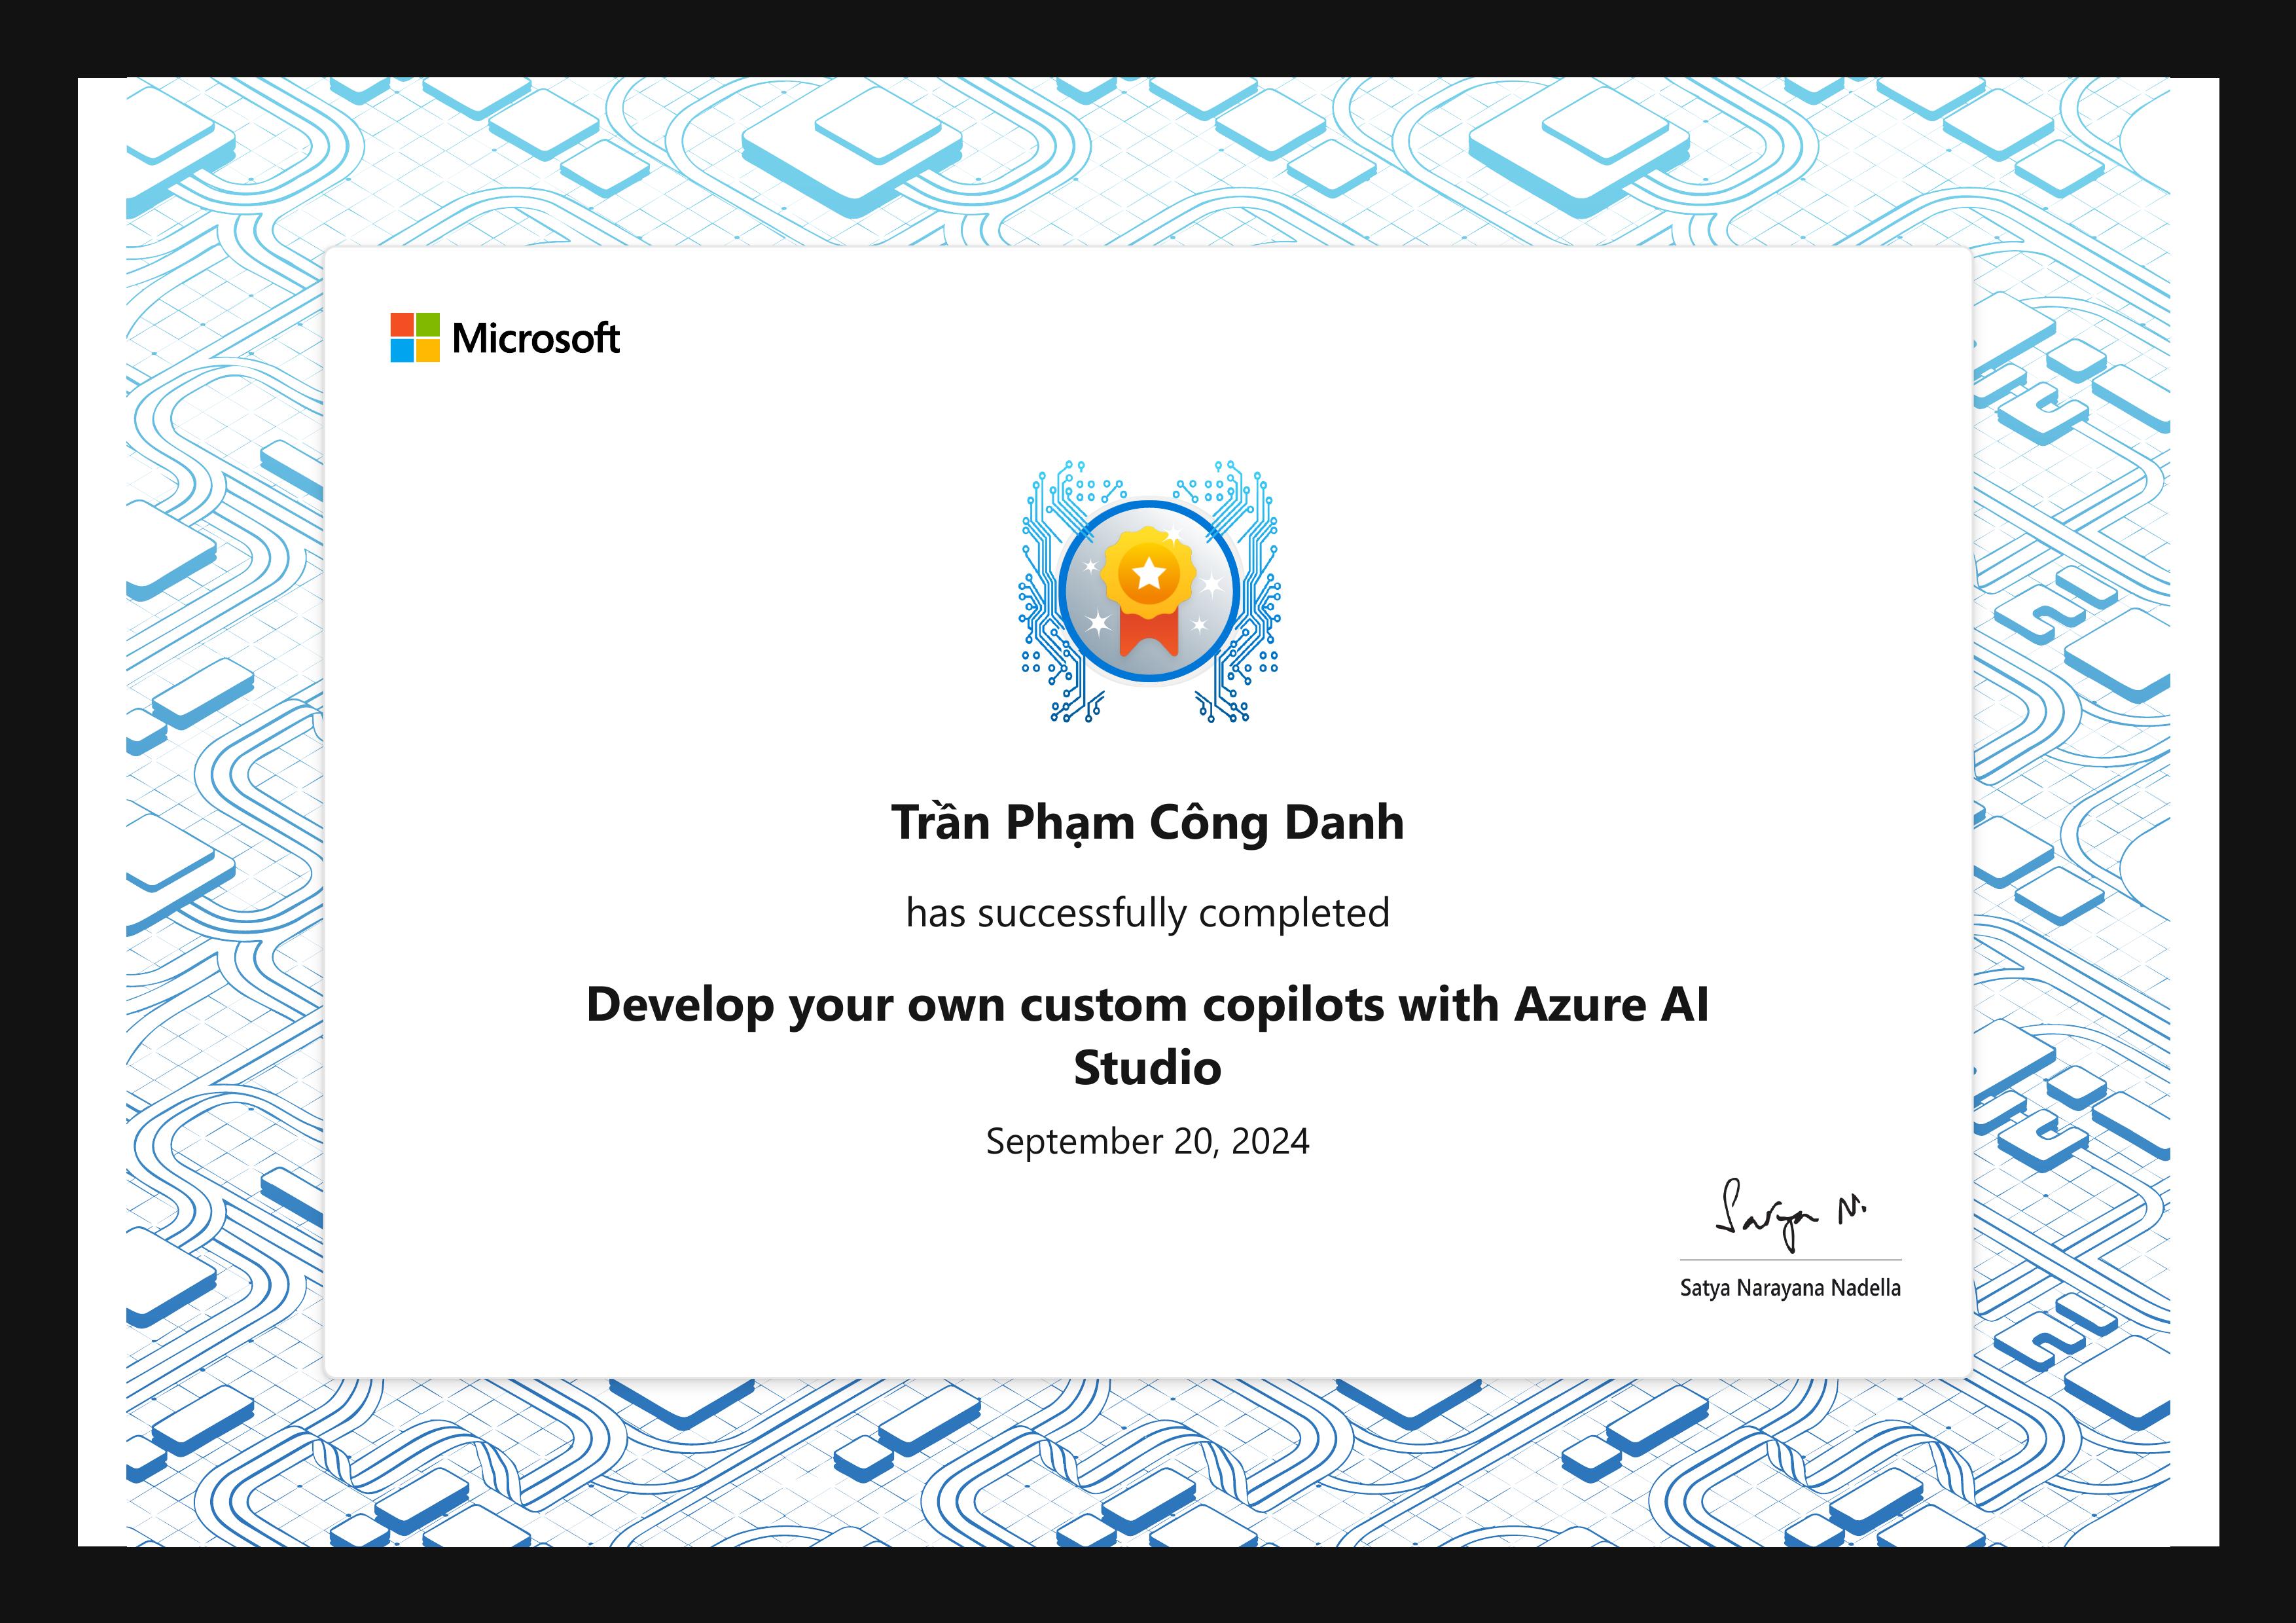 Microsoft
Trần Phạm Công Danh
has successfully completed
Develop your own custom copilots with Azure AI
Studio
September 20, 2024
Satya N.
Satya Narayana Nadella